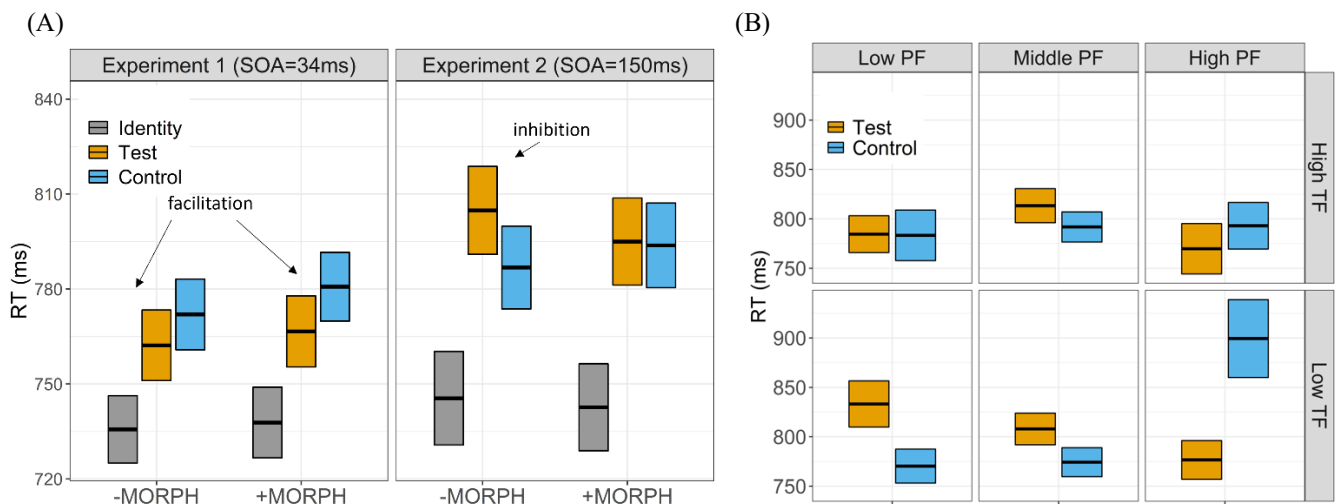 (A)
Experiment 1 (SOA=34ms)
Experiment 2 (SOA=150ms)
840
810
780
750
720
RT (ms)
Identity
Test
Control
facilitation
inhibition
-MORPH
+MORPH
-MORPH
+MORPH
(B)
Low PF
Middle PF
High PF
900
850
800
750
Test
Control
High TF
RT (ms)
900
850
800
750
Low TF